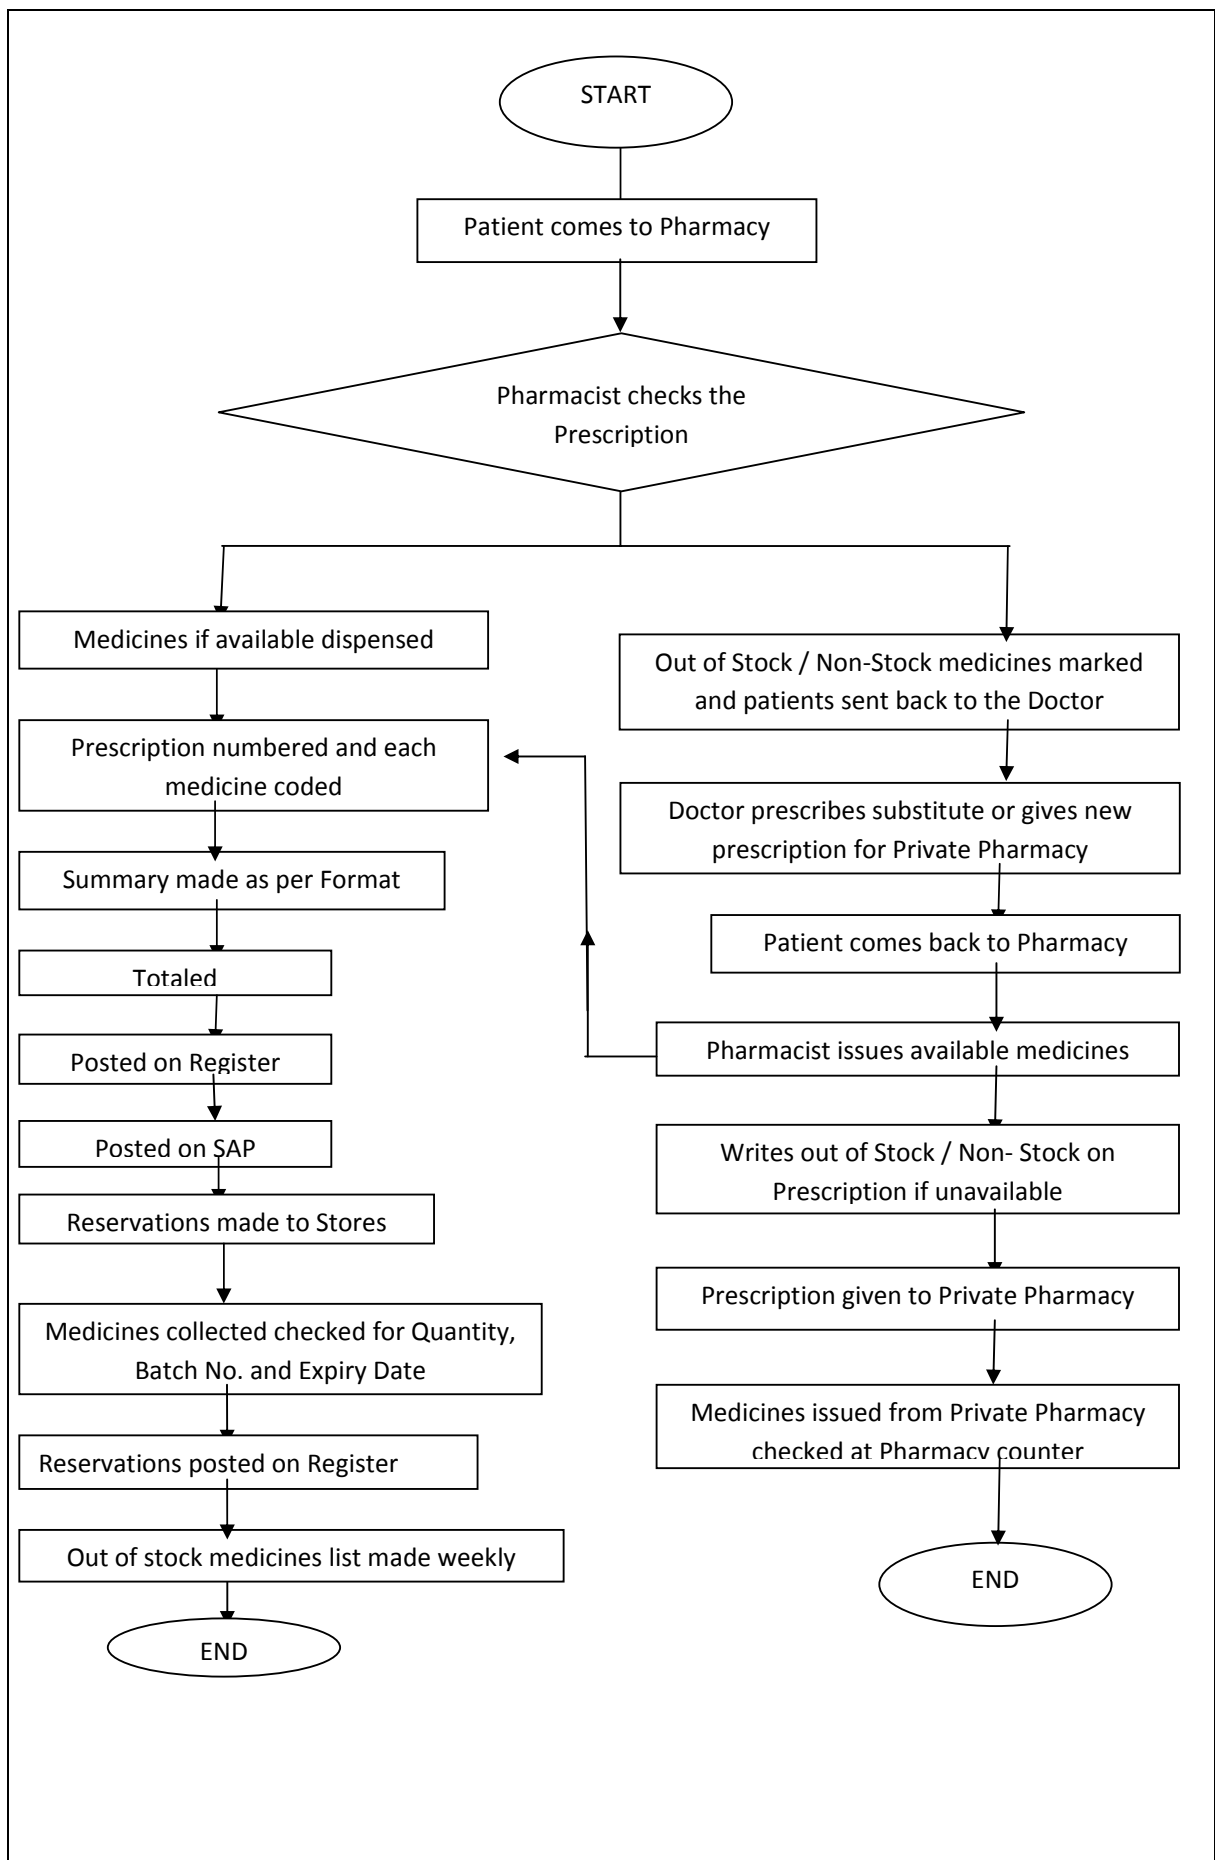 START
Patient comes to Pharmacy
Pharmacist checks the
Prescription
Medicines if available dispensed
Prescription numbered and each
medicine coded
Summary made as per Format
Totaled
Posted on Register
Posted on SAP
Reservations made to Stores
Medicines collected checked for Quantity,
Batch No. and Expiry Date
Reservations posted on Register
Out of stock medicines list made weekly
END
Out of Stock / Non-Stock medicines marked
and patients sent back to the Doctor
Doctor prescribes substitute or gives new
prescription for Private Pharmacy
Patient comes back to Pharmacy
Pharmacist issues available medicines
Writes out of Stock / Non- Stock on
Prescription if unavailable
Prescription given to Private Pharmacy
Medicines issued from Private Pharmacy
checked at Pharmacy counter
END